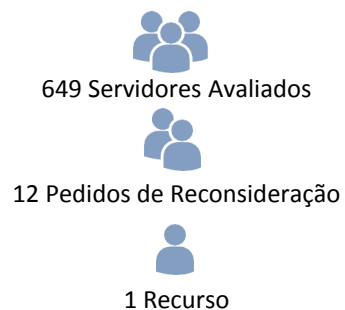 649 Servidores Avaliados
12 Pedidos de Reconsideração
1 Recurso